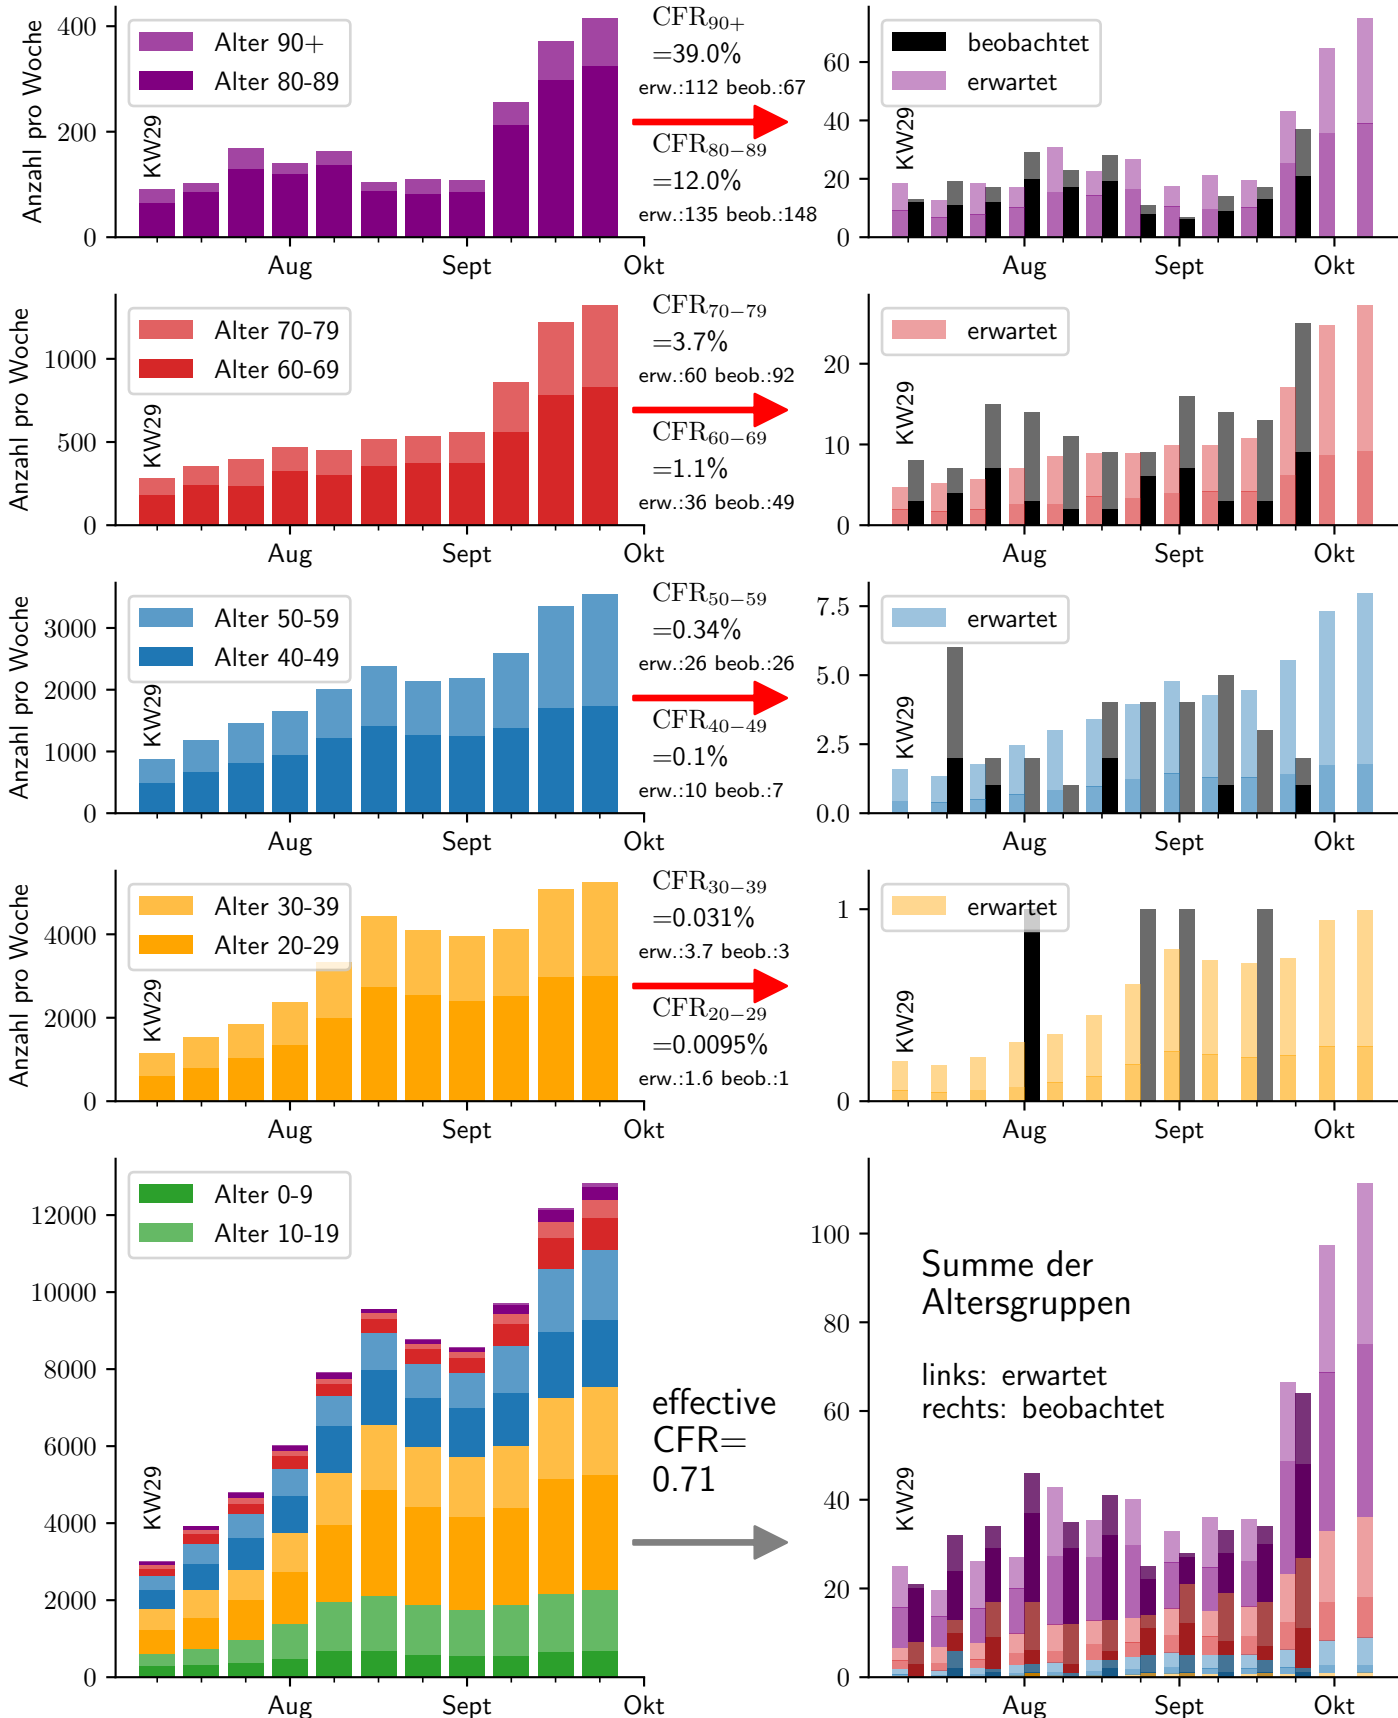 Anzahl pro Woche
400
200
0
Alter 90+
Alter 80-89
KW29
Aug
Sept
Okt
CFR90+
=39.0%
erw.:112 beob.:67
CFR80−89
=12.0%
erw.:135 beob.:148
60
40
20
0
beobachtet
erwartet
KW29
Aug
Sept
Okt
Anzahl pro Woche
1000
500
0
Alter 70-79
Alter 60-69
KW29
Aug
Sept
Okt
CFR70−79
=3.7%
erw.:60 beob.:92
CFR60−69
=1.1%
erw.:36 beob.:49
20
10
0
erwartet
KW29
Aug
Sept
Okt
Anzahl pro Woche
3000
2000
1000
0
Alter 50-59
Alter 40-49
KW29
Aug
Sept
Okt
CFR50−59
=0.34%
erw.:26 beob.:26
CFR40−49
=0.1%
erw.:10 beob.:7
7.5
5.0
2.5
0.0
erwartet
KW29
Aug
Sept
Okt
Anzahl pro Woche
4000
2000
0
Alter 30-39
Alter 20-29
KW29
Aug
Sept
Okt
CFR30−39
=0.031%
erw.:3.7 beob.:3
CFR20−29
=0.0095%
erw.:1.6 beob.:1
1
0
erwartet
KW29
Aug
Sept
Okt
12000
10000
8000
6000
4000
2000
0
Alter 0-9
Alter 10-19
KW29
Aug
Sept
Okt
effective
CFR=
0.71
100
80
60
40
20
0
Summe der
Altersgruppen
links: erwartet
rechts: beobachtet
KW29
Aug
Sept
Okt